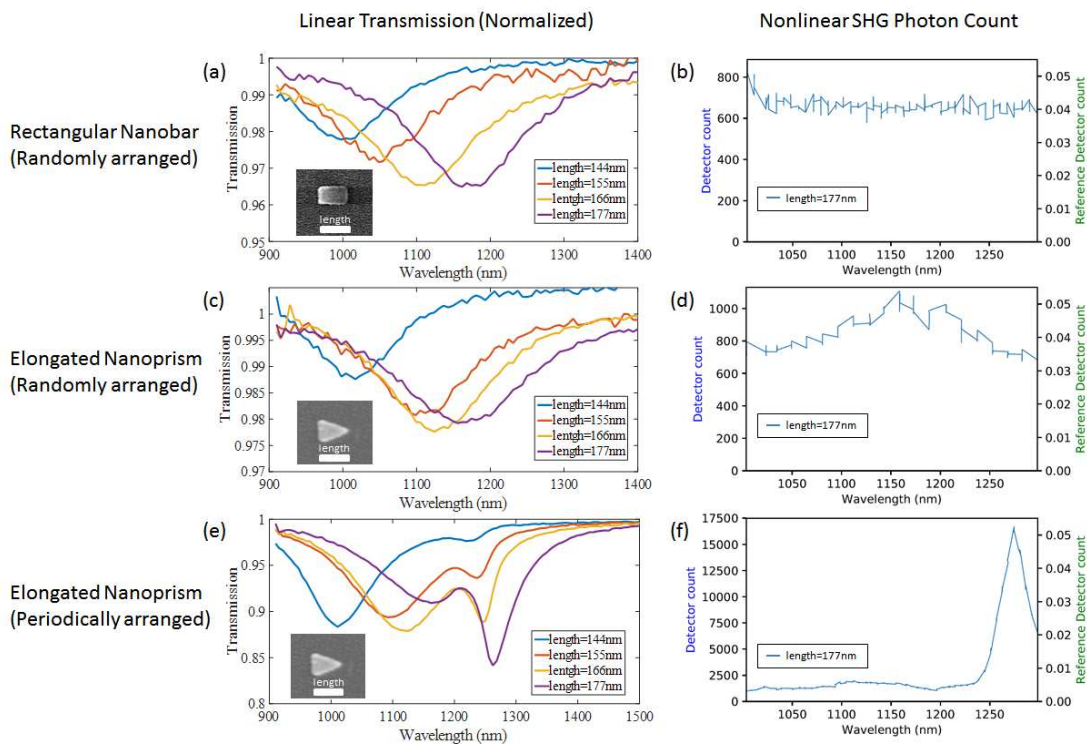 Linear Transmission (Normalized)
Nonlinear SHG Photon Count
Rectangular Nanobar
(Randomly arranged)
(a)
1
0.99
0.98
0.97
0.96
0.95
Transmission
900
1000
1100
1200
1300
1400
Wavelength (nm)
length
length=144nm
length=155nm
length=166nm
length=177nm
(b)
800
600
400
200
0
Detector count
0.05
0.04
0.03
0.02
0.01
0.00
Reference Detector count
1050
1100
1150
1200
1250
Wavelength (nm)
length=177nm
Elongated Nanoprism
(Randomly arranged)
(c)
1
0.995
0.99
0.985
0.98
0.975
0.97
Transmission
900
1000
1100
1200
1300
1400
Wavelength (nm)
length
length=144nm
length=155nm
lentgh=166nm
length=177nm
(d)
1000
800
600
400
200
0
Detector count
0.05
0.04
0.03
0.02
0.01
0.00
Reference Detector count
1050
1100
1150
1200
1250
Wavelength (nm)
length=177nm
Elongated Nanoprism
(Periodically arranged)
(e)
1
0.95
0.9
0.85
0.8
Transmission
900
1000
1100
1200
1300
1400
1500
Wavelength (nm)
length
length=144nm
length=155nm
lentgh=166nm
length=177nm
(f)
17500
15000
12500
10000
7500
5000
2500
0
Detector count
0.05
0.04
0.03
0.02
0.01
0.00
Reference Detector count
1050
1100
1150
1200
1250
Wavelength (nm)
length=177nm